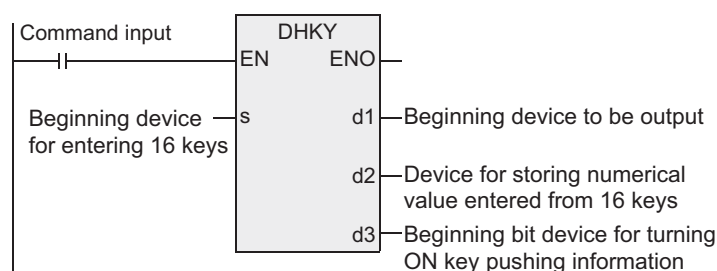 Command input
DHKY
EN ENO
Beginning device
for entering 16 keys
s d1
Beginning device to be output
d2
Device for storing numerical
value entered from 16 keys
d3
Beginning bit device for turning
ON key pushing information